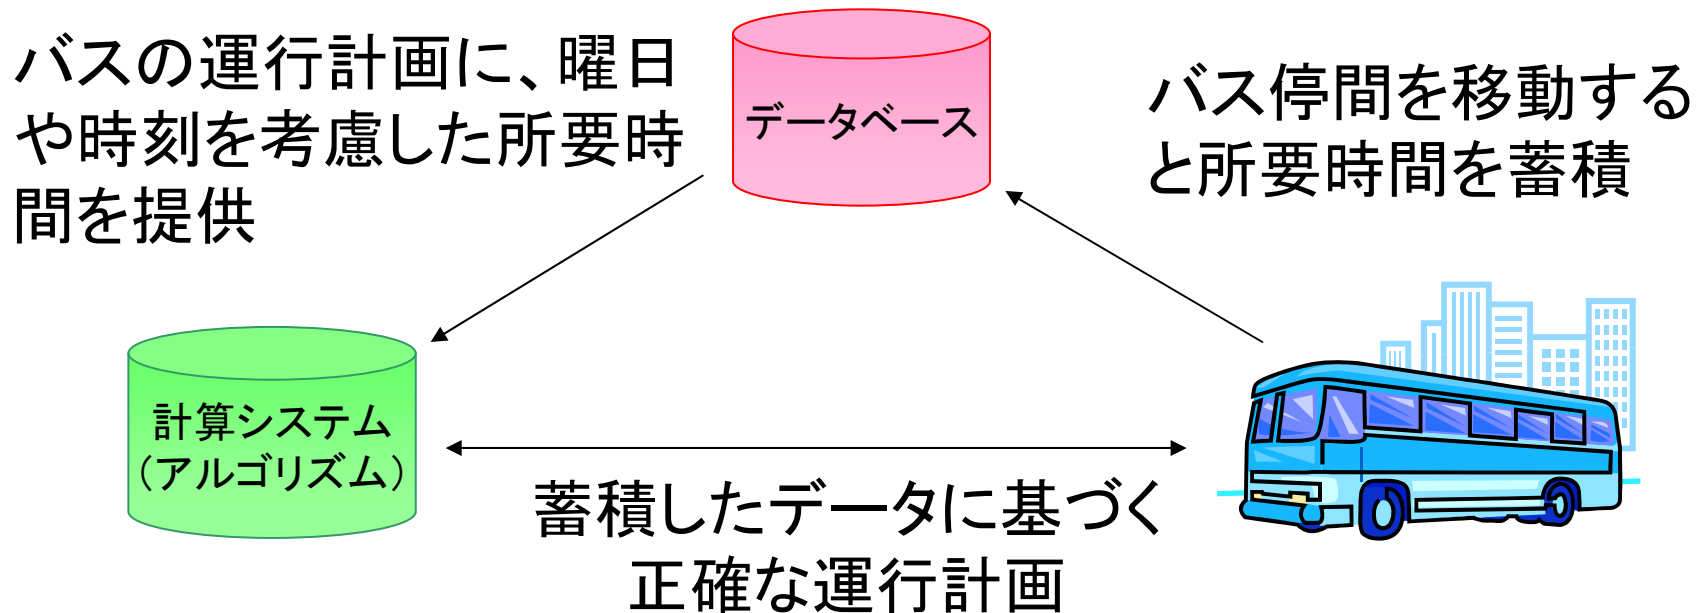 バスの運行計画に、曜日
や時刻を考慮した所要時
間を提供
データベース
バス停間を移動する
と所要時間を蓄積
計算システム
（アルゴリズム）
蓄積したデータに基づく
正確な運行計画